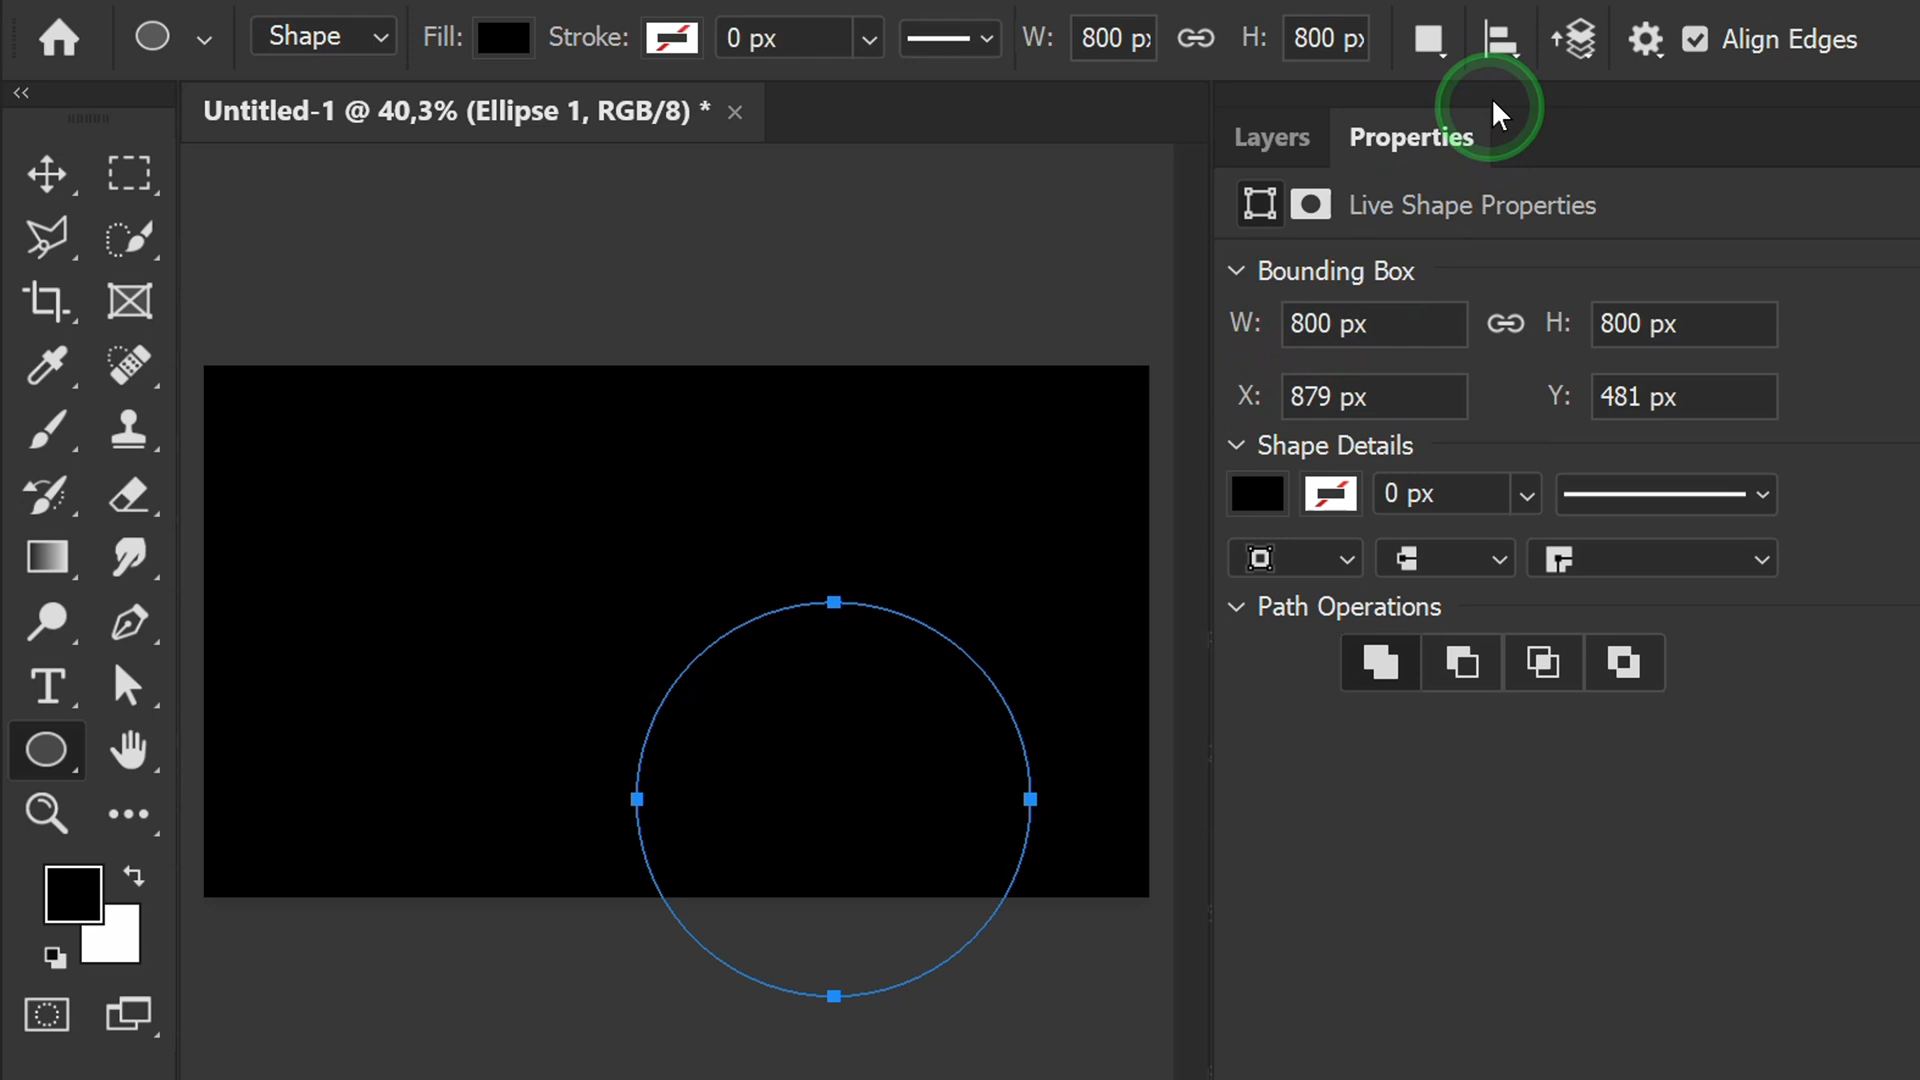 Shape Fill: Stroke: 0 px W: 800 px H: 800 px Align Edges
Untitled-1 @ 40,3% (Ellipse 1, RGB/8) *
Layers Properties
Live Shape Properties
Bounding Box
W: 800 px H: 800 px
X: 879 px Y: 481 px
Shape Details
0 px
Path Operations